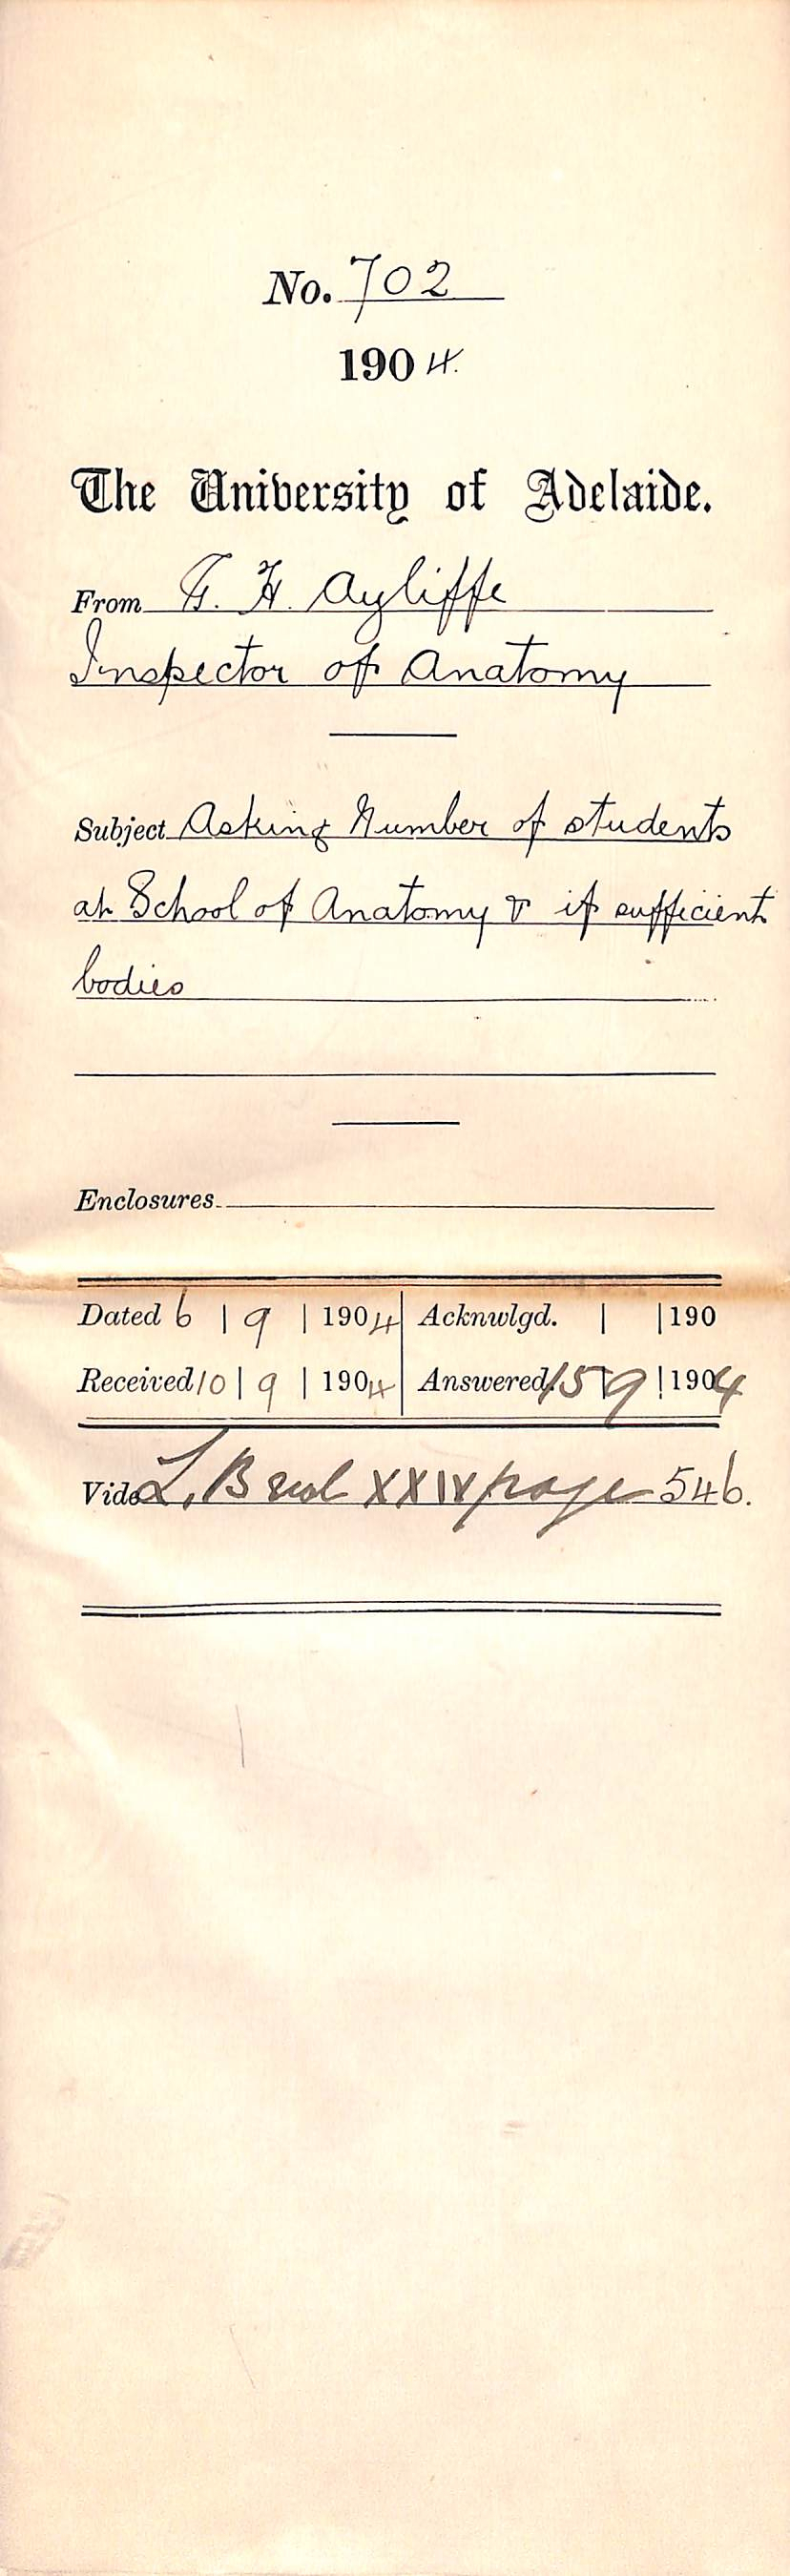 No. 702
1904.
The University of Adelaide.
From H. Ayliffe
Inspector of Anatomy
Subject Asking Number of students
at School of Anatomy & if sufficient
bodies
Enclosures
Dated 6 | 9 | 1904 Acknwlgd. | | 190
Received 10 | 9 | 1904 Answered 15 | 9 | 1904
Vide L. B vol XXIV page 546.